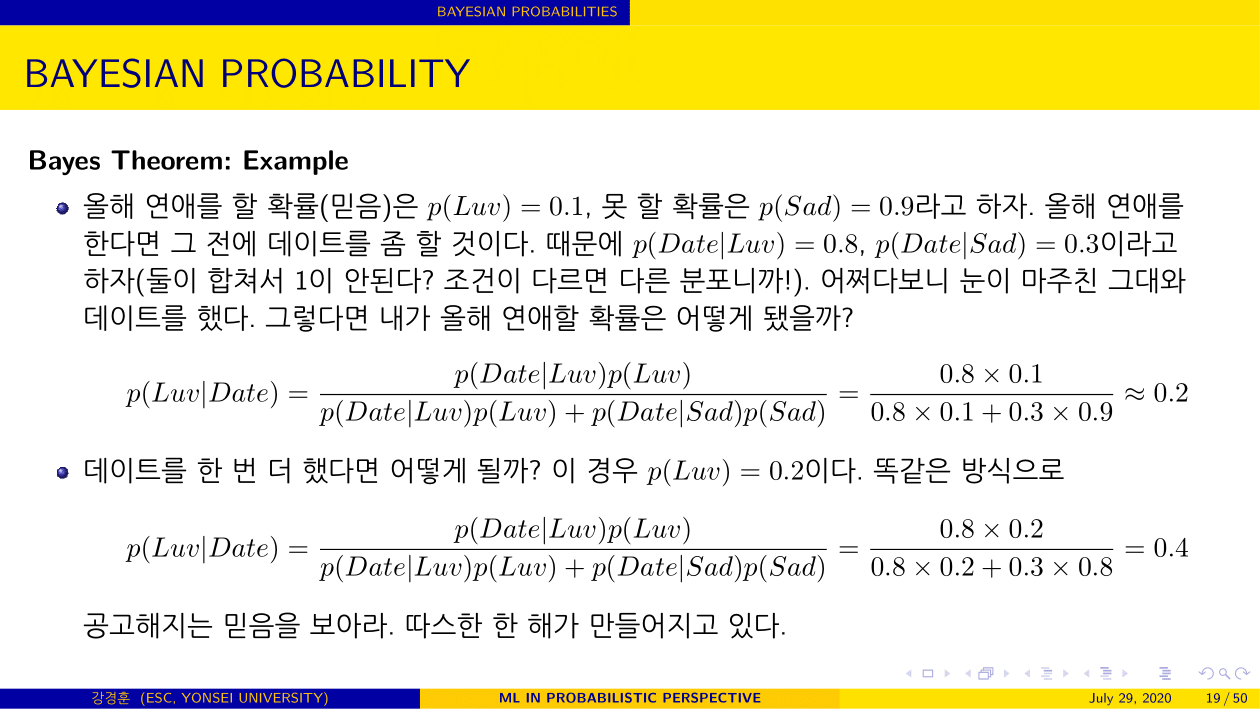 BAYESIAN PROBABILITIES
BAYESIAN PROBABILITY
Bayes Theorem: Example
올해 연애를 할 확률(믿음)은 p(Luv) = 0.1, 못 할 확률은 p(Sad) = 0.9라고 하자. 올해 연애를
한다면 그 전에 데이트를 좀 할 것이다. 때문에 p(Date|Luv) = 0.8, p(Date|Sad) = 0.3이라고
하자(둘이 합쳐서 1이 안된다? 조건이 다르면 다른 분포니까!). 어쩌다보니 눈이 마주친 그대와
데이트를 했다. 그렇다면 내가 올해 연애할 확률은 어떻게 됐을까?
p(Luv|Date) = p(Date|Luv)p(Luv) / p(Date|Luv)p(Luv) + p(Date|Sad)p(Sad) = 0.8 × 0.1 / 0.8 × 0.1 + 0.3 × 0.9 ≈ 0.2
데이트를 한 번 더 했다면 어떻게 될까? 이 경우 p(Luv) = 0.2이다. 똑같은 방식으로
p(Luv|Date) = p(Date|Luv)p(Luv) / p(Date|Luv)p(Luv) + p(Date|Sad)p(Sad) = 0.8 × 0.2 / 0.8 × 0.2 + 0.3 × 0.8 = 0.4
공고해지는 믿음을 보아라. 따스한 한 해가 만들어지고 있다.
강경훈 (ESC, YONSEI UNIVERSITY) ML IN PROBABILISTIC PERSPECTIVE July 29, 2020 19 / 50